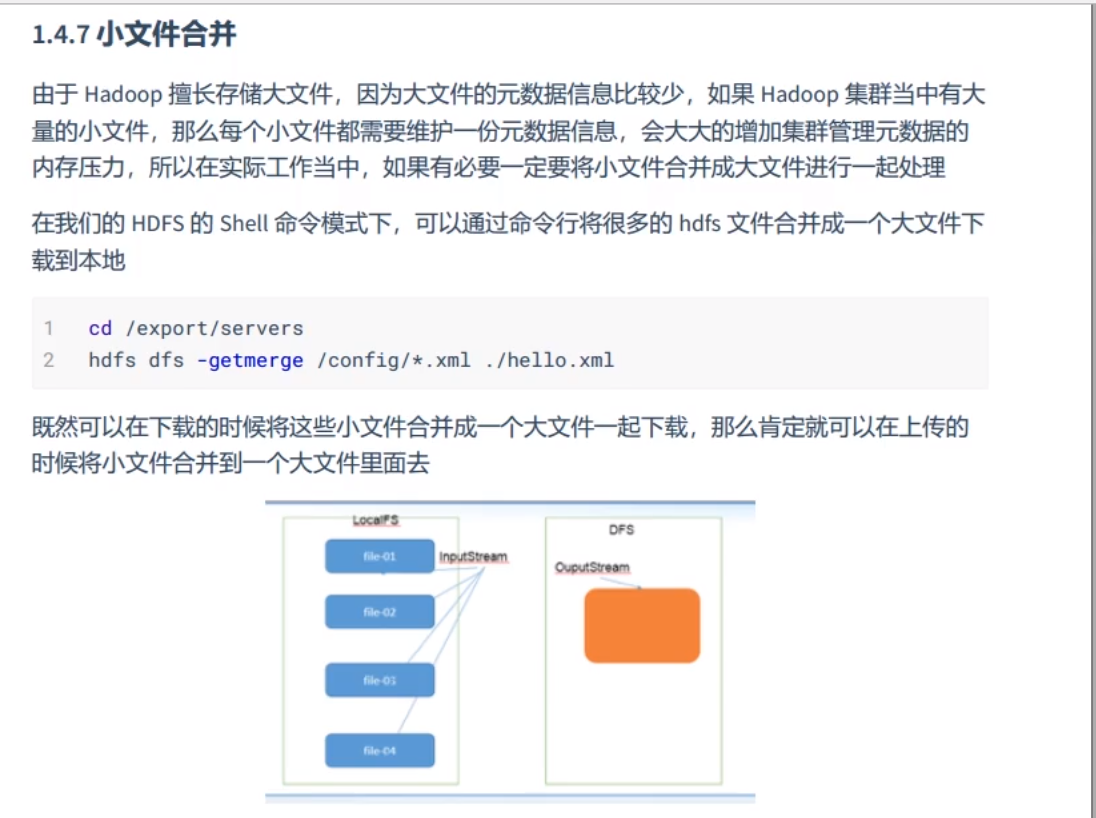 1.4.7 小文件合并
由于 Hadoop 擅长存储大文件，因为大文件的元数据信息比较少，如果 Hadoop 集群当中有大
量的小文件，那么每个小文件都需要维护一份元数据信息，会大大的增加集群管理元数据的
内存压力，所以在实际工作当中，如果有必要一定要将小文件合并成大文件进行一起处理
在我们的 HDFS 的 Shell 命令模式下，可以通过命令行将很多的 hdfs 文件合并成一个大文件下
载到本地
1 cd /export/servers
2 hdfs dfs -getmerge /config/*.xml ./hello.xml
既然可以在下载的时候将这些小文件合并成一个大文件一起下载，那么肯定就可以在上传的
时候将小文件合并到一个大文件里面去
LocalFS
DFS
file-01
InputStream
OuputStream
file-02
file-03
file-04